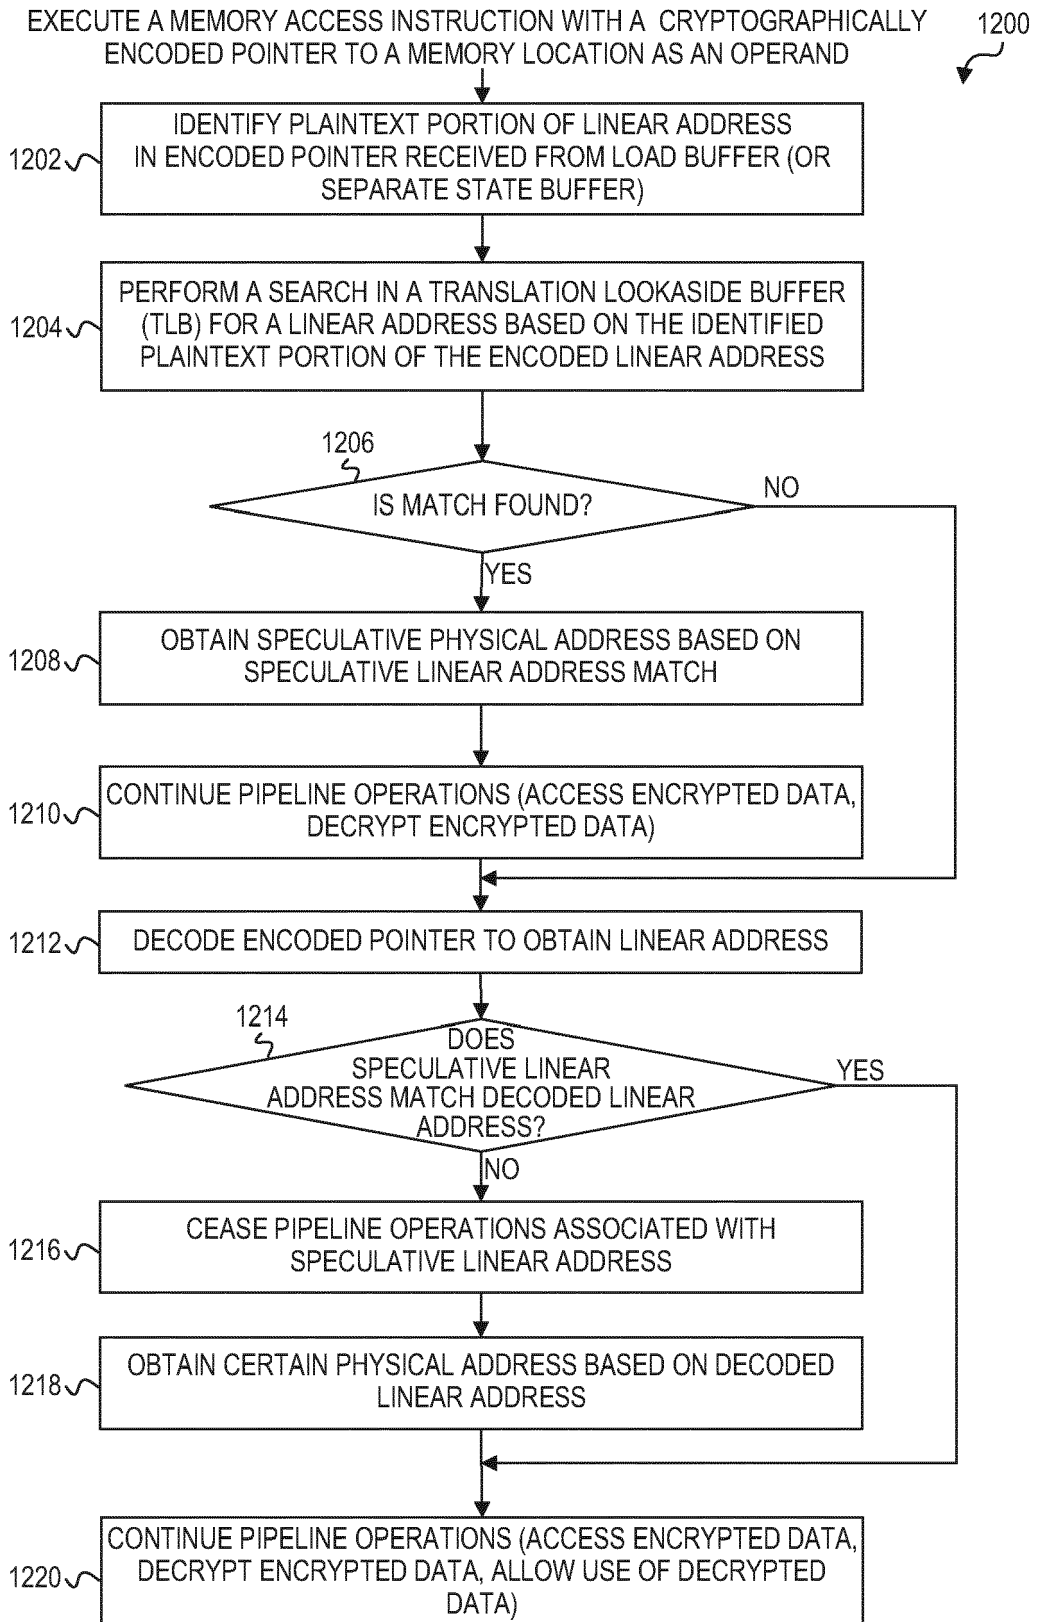 EXECUTE A MEMORY ACCESS INSTRUCTION WITH A CRYPTOGRAPHICALLY
ENCODED POINTER TO A MEMORY LOCATION AS AN OPERAND
1200
IDENTIFY PLAINTEXT PORTION OF LINEAR ADDRESS
IN ENCODED POINTER RECEIVED FROM LOAD BUFFER (OR
SEPARATE STATE BUFFER)
1202
PERFORM A SEARCH IN A TRANSLATION LOOKASIDE BUFFER
(TLB) FOR A LINEAR ADDRESS BASED ON THE IDENTIFIED
PLAINTEXT PORTION OF THE ENCODED LINEAR ADDRESS
1204
1206
IS MATCH FOUND?
NO
YES
OBTAIN SPECULATIVE PHYSICAL ADDRESS BASED ON
SPECULATIVE LINEAR ADDRESS MATCH
1208
CONTINUE PIPELINE OPERATIONS (ACCESS ENCRYPTED DATA,
DECRYPT ENCRYPTED DATA)
1210
DECODE ENCODED POINTER TO OBTAIN LINEAR ADDRESS
1212
1214
DOES
SPECULATIVE LINEAR
ADDRESS MATCH DECODED LINEAR
ADDRESS?
YES
NO
CEASE PIPELINE OPERATIONS ASSOCIATED WITH
SPECULATIVE LINEAR ADDRESS
1216
OBTAIN CERTAIN PHYSICAL ADDRESS BASED ON DECODED
LINEAR ADDRESS
1218
CONTINUE PIPELINE OPERATIONS (ACCESS ENCRYPTED DATA,
DECRYPT ENCRYPTED DATA, ALLOW USE OF DECRYPTED
DATA)
1220